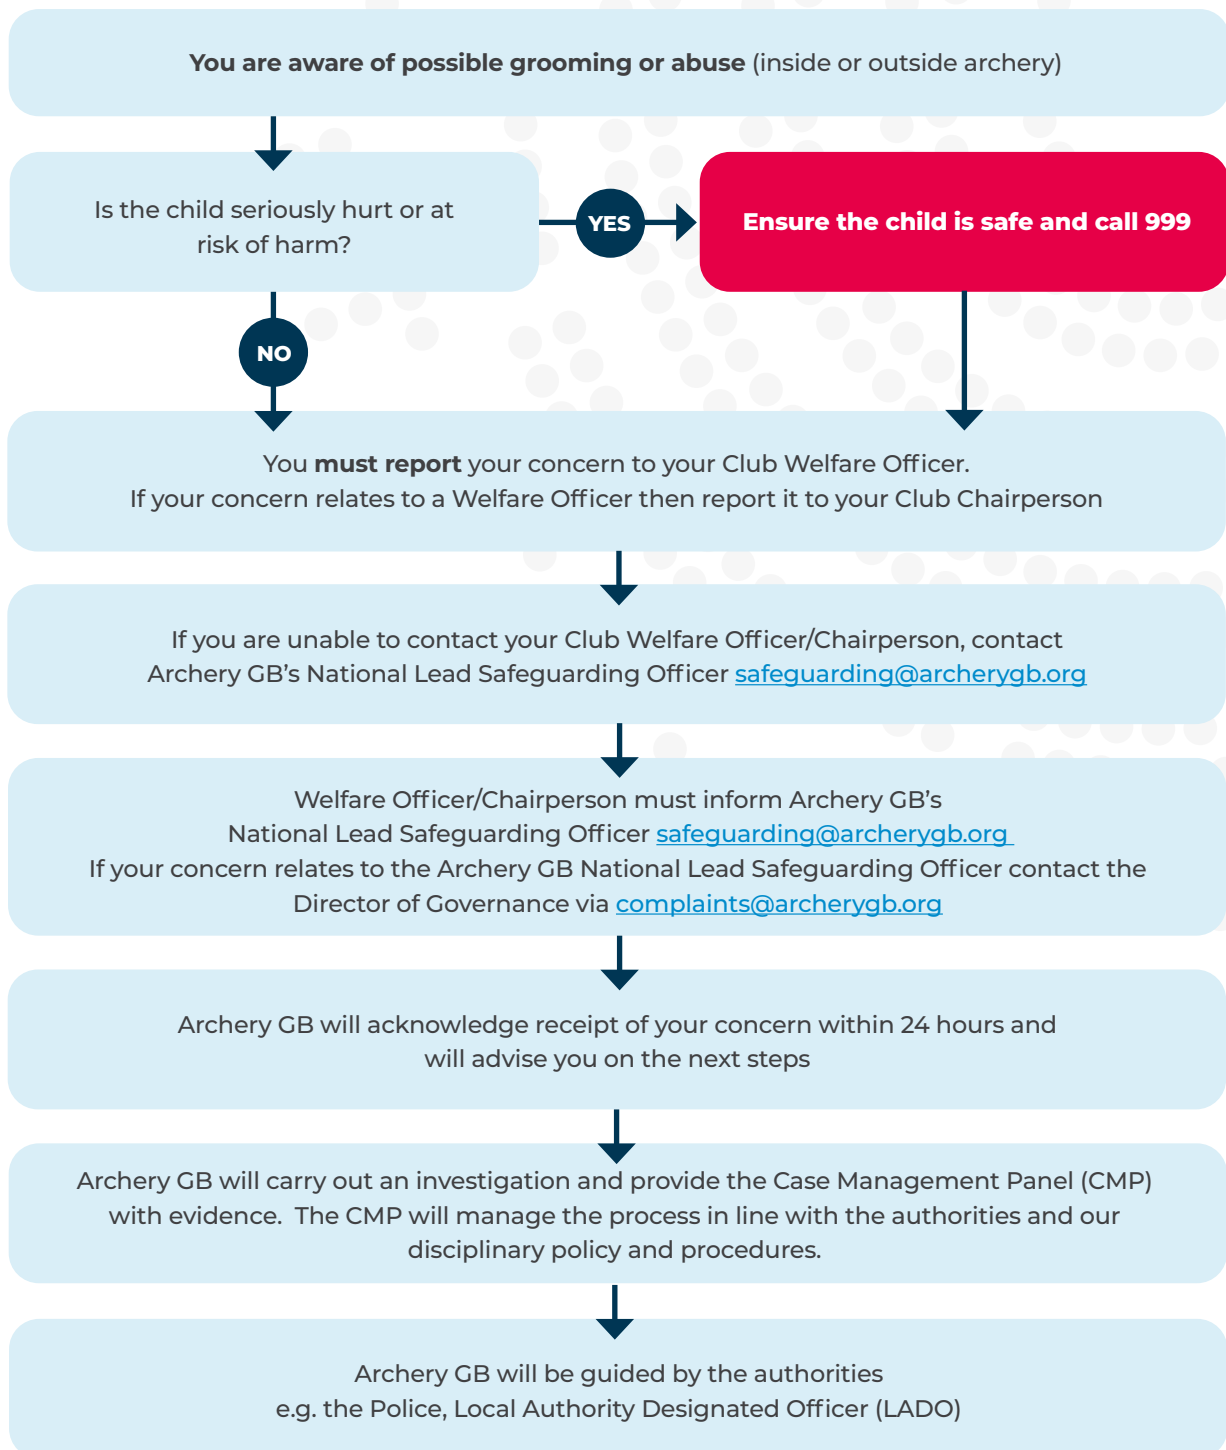 You are aware of possible grooming or abuse (inside or outside archery)
Is the child seriously hurt or at
risk of harm?
YES
Ensure the child is safe and call 999
NO
You must report your concern to your Club Welfare Officer.
If your concern relates to a Welfare Officer then report it to your Club Chairperson
If you are unable to contact your Club Welfare Officer/Chairperson, contact
Archery GB’s National Lead Safeguarding Officer safeguarding@archerygb.org
Welfare Officer/Chairperson must inform Archery GB’s
National Lead Safeguarding Officer safeguarding@archerygb.org
If your concern relates to the Archery GB National Lead Safeguarding Officer contact the
Director of Governance via complaints@archerygb.org
Archery GB will acknowledge receipt of your concern within 24 hours and
will advise you on the next steps
Archery GB will carry out an investigation and provide the Case Management Panel (CMP)
with evidence.  The CMP will manage the process in line with the authorities and our
disciplinary policy and procedures.
Archery GB will be guided by the authorities
e.g. the Police, Local Authority Designated Officer (LADO)